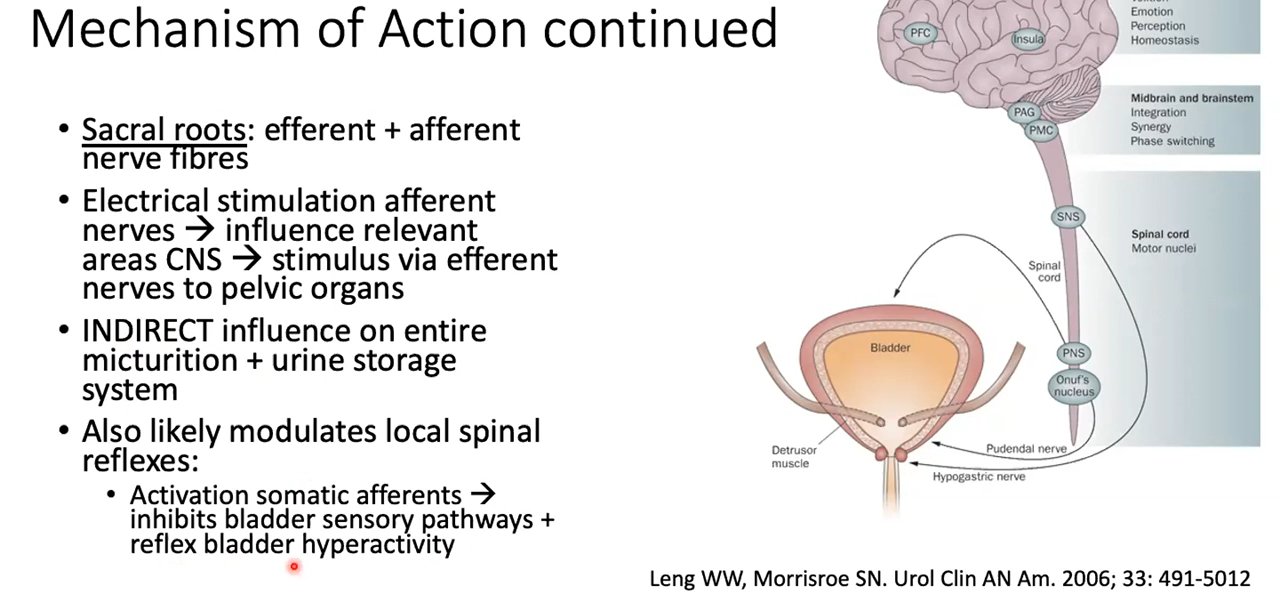 Mechanism of Action continued
• Sacral roots: efferent + afferent
nerve fibres
• Electrical stimulation afferent
nerves → influence relevant
areas CNS → stimulus via efferent
nerves to pelvic organs
• INDIRECT influence on entire
micturition + urine storage
system
• Also likely modulates local spinal
reflexes:
• Activation somatic afferents →
inhibits bladder sensory pathways +
reflex bladder hyperactivity
PFC
Insula
Emotion
Perception
Homeostasis
PAG
PMC
Midbrain and brainstem
Integration
Synergy
Phase switching
SNS
Spinal cord
Motor nuclei
Spinal
cord
Bladder
PNS
Onuf's
nucleus
Detrusor
muscle
Pudendal nerve
Hypogastric nerve
Leng WW, Morrisroe SN. Urol Clin AN Am. 2006; 33: 491-5012